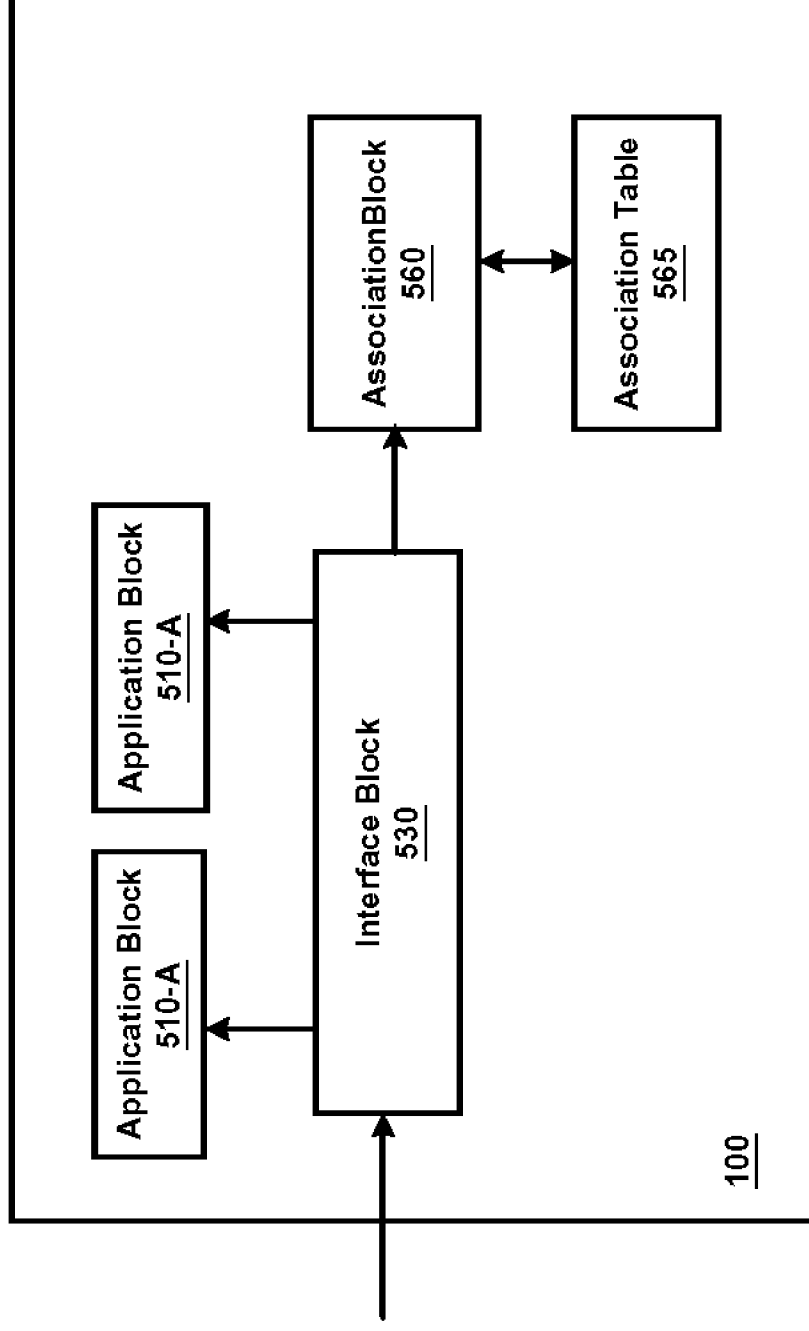 Application Block
510-A
Application Block
510-A
Interface Block
530
AssociationBlock
560
Association Table
565
100